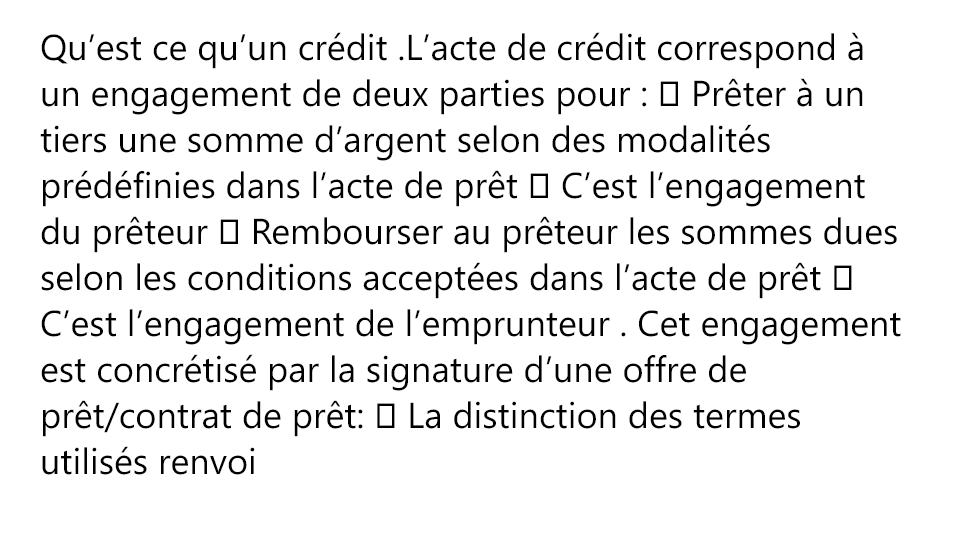 Qu’est ce qu’un crédit .L’acte de crédit correspond à
un engagement de deux parties pour :  Prêter à un
tiers une somme d’argent selon des modalités
prédéfinies dans l’acte de prêt  C’est l’engagement
du prêteur  Rembourser au prêteur les sommes dues
selon les conditions acceptées dans l’acte de prêt 
C’est l’engagement de l’emprunteur . Cet engagement
est concrétisé par la signature d’une offre de
prêt/contrat de prêt:  La distinction des termes
utilisés renvoi